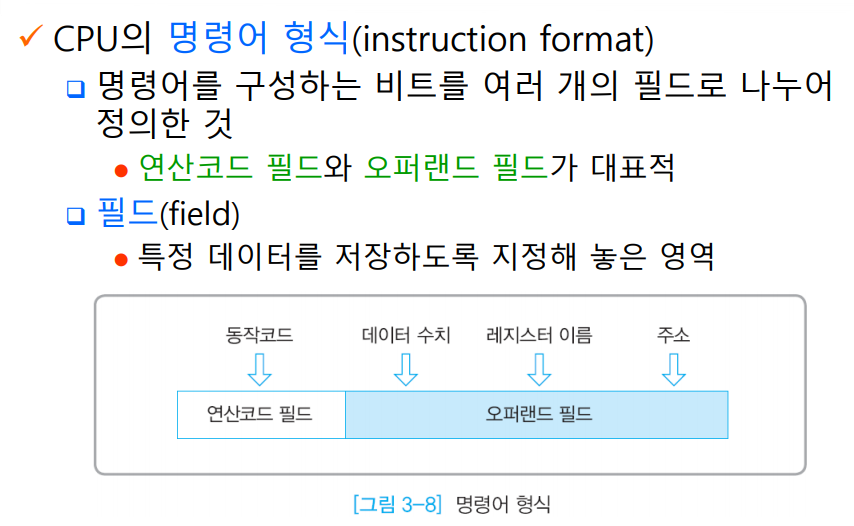 CPU의 명령어 형식(instruction format)
명령어를 구성하는 비트를 여러 개의 필드로 나누어
정의한 것
연산코드 필드와 오퍼랜드 필드가 대표적
필드(field)
특정 데이터를 저장하도록 지정해 놓은 영역
동작코드 데이터 수치 레지스터 이름 주소
연산코드 필드 오퍼랜드 필드
[그림 3-8] 명령어 형식